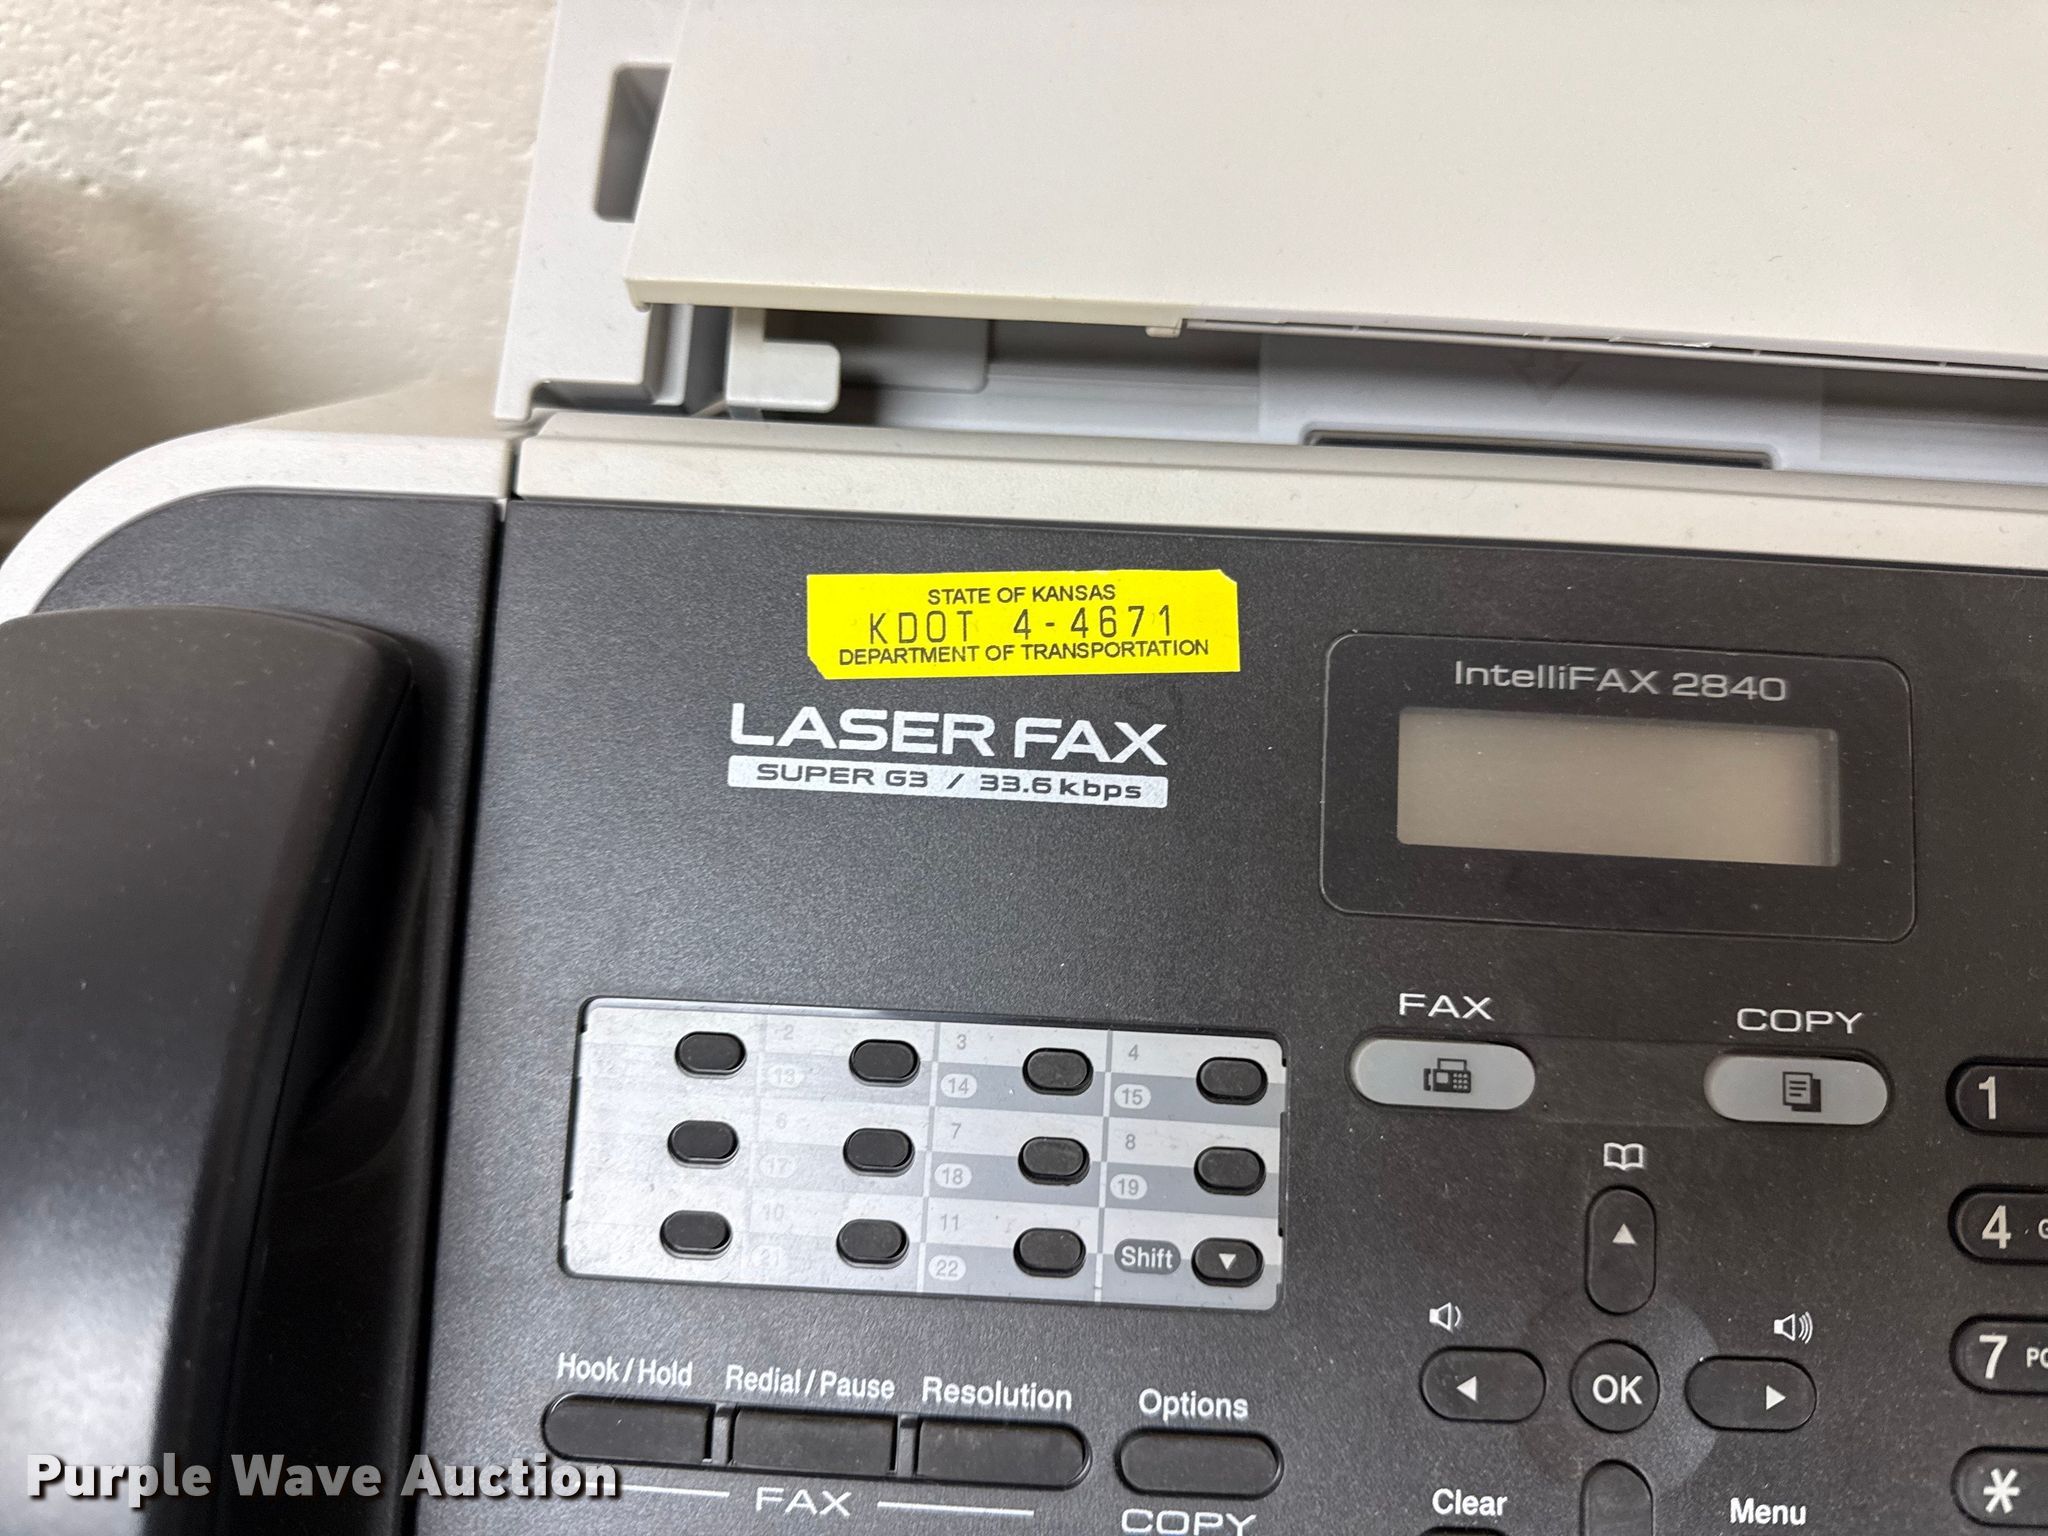 STATE OF KANSAS
KDOT 4-4671
DEPARTMENT OF TRANSPORTATION
LASER FAX
SUPER G3 / 33.6 kbps
IntelliFAX 2840
FAX
COPY
2 3 4
13 14 15
6 7 8
17 18 19
10 11
21 22
Shift
1
4
7
*
OK
Hook/Hold Redial/Pause Resolution Options
FAX
COPY
Clear Menu
Purple Wave Auction